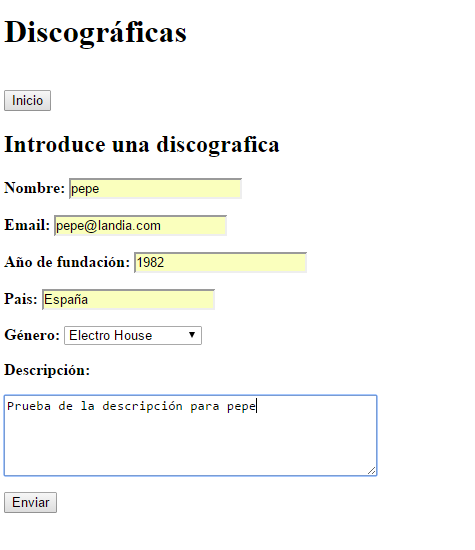 Discográficas
Inicio
Introduce una discografica
Nombre: pepe
Email: pepe@landia.com
Año de fundación: 1982
Pais: España
Género: Electro House
Descripción:
Prueba de la descripción para pepe
Enviar